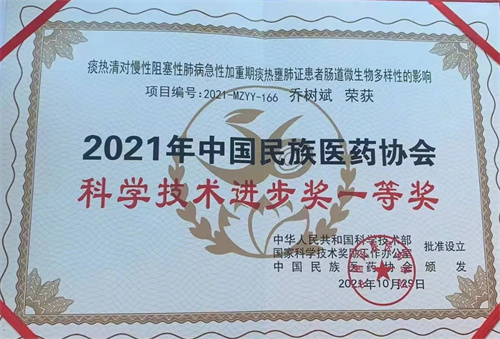 痰热清对慢性阻塞性肺病急性加重期痰热壅肺证患者肠道微生物多样性的影响
项目编号:2021-MZYY-166 乔树斌 荣获
2021年中国民族医药协会
科学技术进步奖一等奖
中华人民共和国科学技术部
国家科学技术奖励工作办公室 批准设立
中国民族医药协会 颁发
2021年10月29日